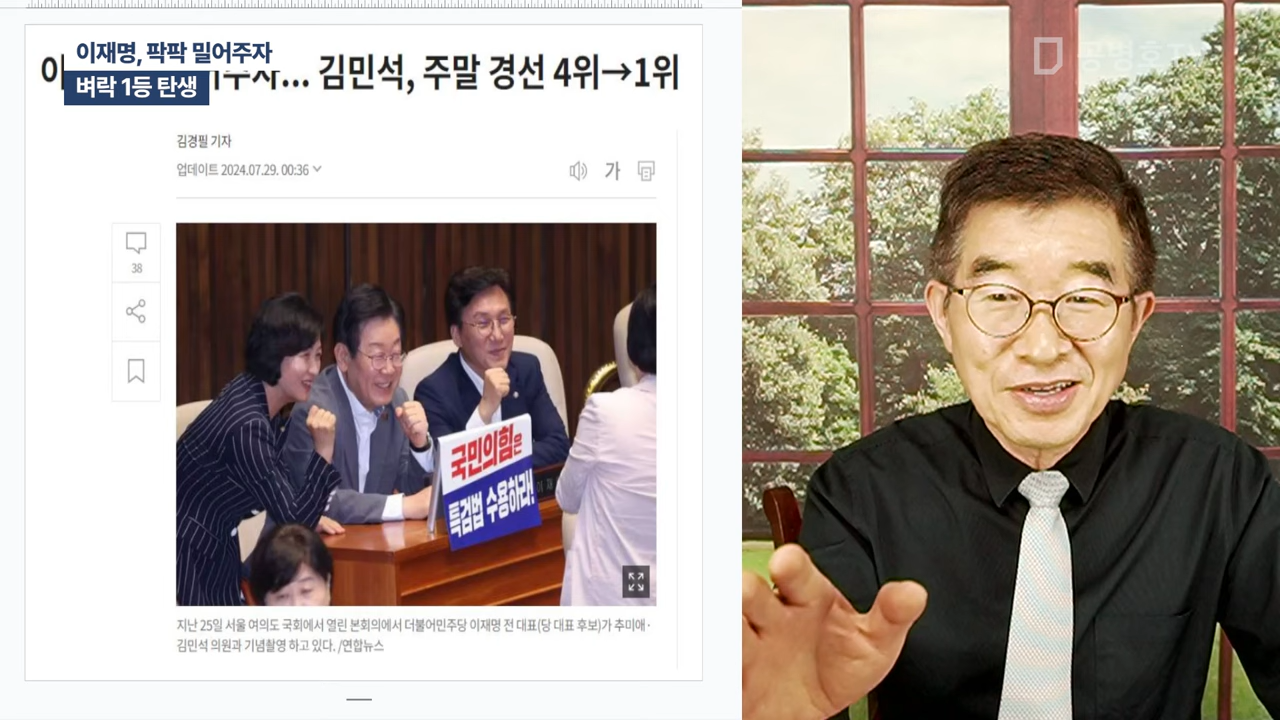 이재명, 팍팍 밀어주자
벼락 1등 탄생
김민석, 주말 경선 4위→1위
김경필 기자
업데이트 2024.07.29. 00:36
가
38
국민의힘은
특검법 수용하라!
지난 25일 서울 여의도 국회에서 열린 본회의에서 더불어민주당 이재명 전 대표(당 대표 후보)가 추미애·
김민석 의원과 기념촬영 하고 있다. /연합뉴스
공병호TV